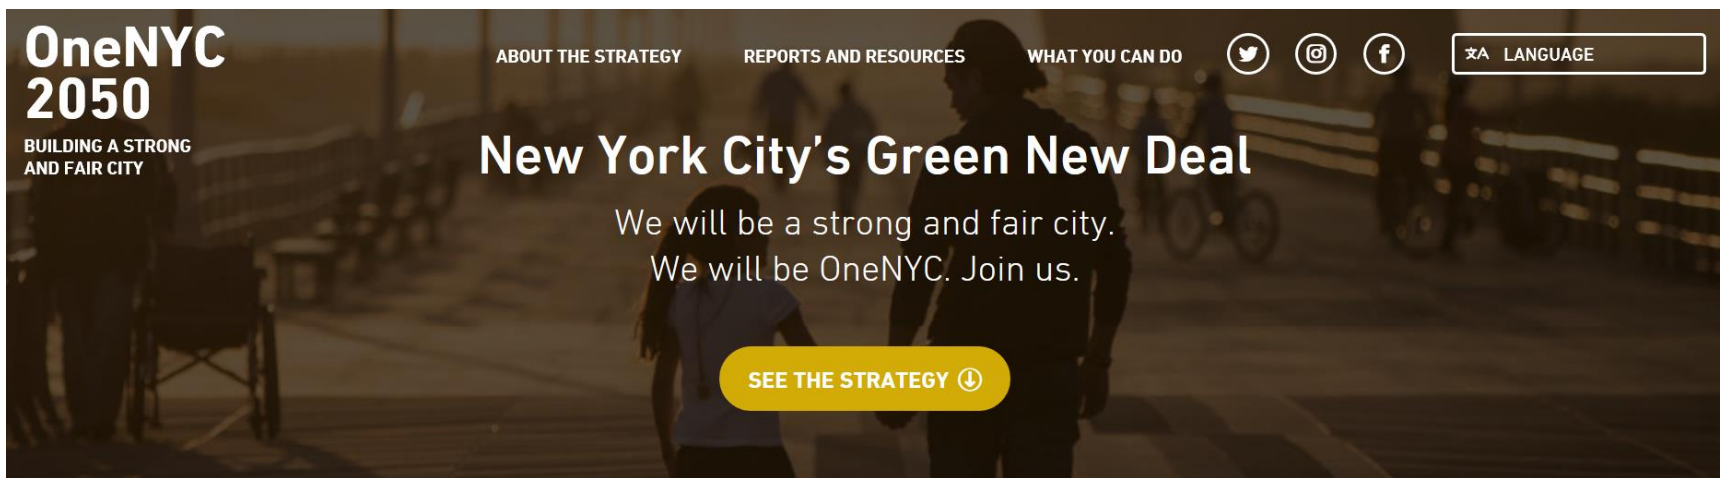 OneNYC
2050
BUILDING A STRONG
AND FAIR CITY
ABOUT THE STRATEGY
REPORTS AND RESOURCES
WHAT YOU CAN DO
LANGUAGE
New York City's Green New Deal
We will be a strong and fair city.
We will be OneNYC. Join us.
SEE THE STRATEGY